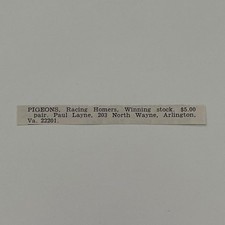 PIGEONS, Racing Homers, Winning stock, $5.00
pair. Paul Layne, 203 North Wayne, Arlington,
Va. 22201.